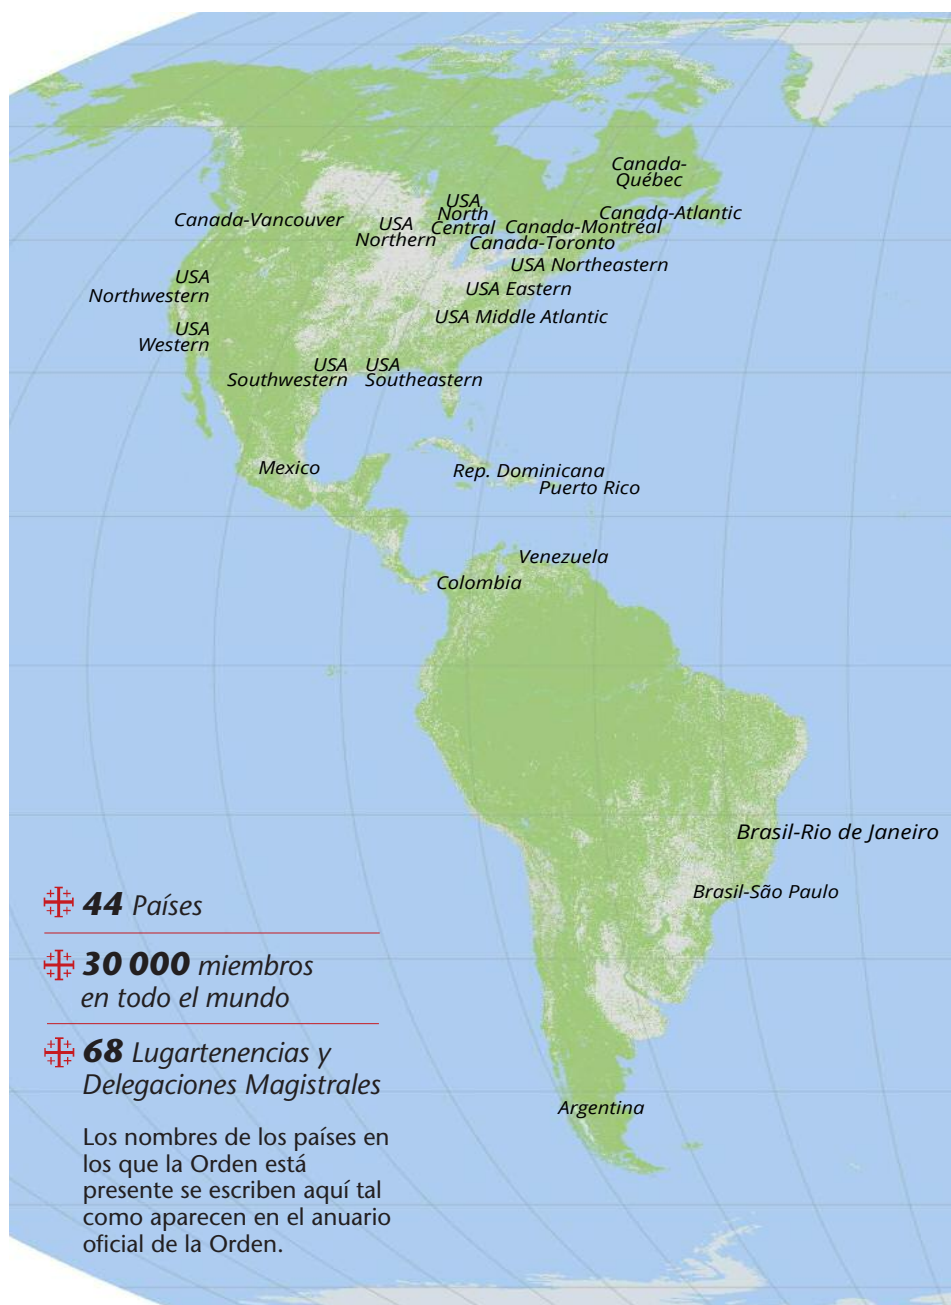 Canada-
Québec
Canada-Vancouver
USA
Northern
USA
North
Central
Canada-Atlantic
Canada-Montréal
Canada-Toronto
USA Northeastern
USA
Northwestern
USA Eastern
USA Middle Atlantic
USA
Western
USA
Southwestern
USA
Southeastern
Mexico
Rep. Dominicana
Puerto Rico
Venezuela
Colombia
Brasil-Rio de Janeiro
Brasil-São Paulo
Argentina
44 Países
30 000 miembros
en todo el mundo
68 Lugartenencias y
Delegaciones Magistrales
Los nombres de los países en
los que la Orden está
presente se escriben aquí tal
como aparecen en el anuario
oficial de la Orden.